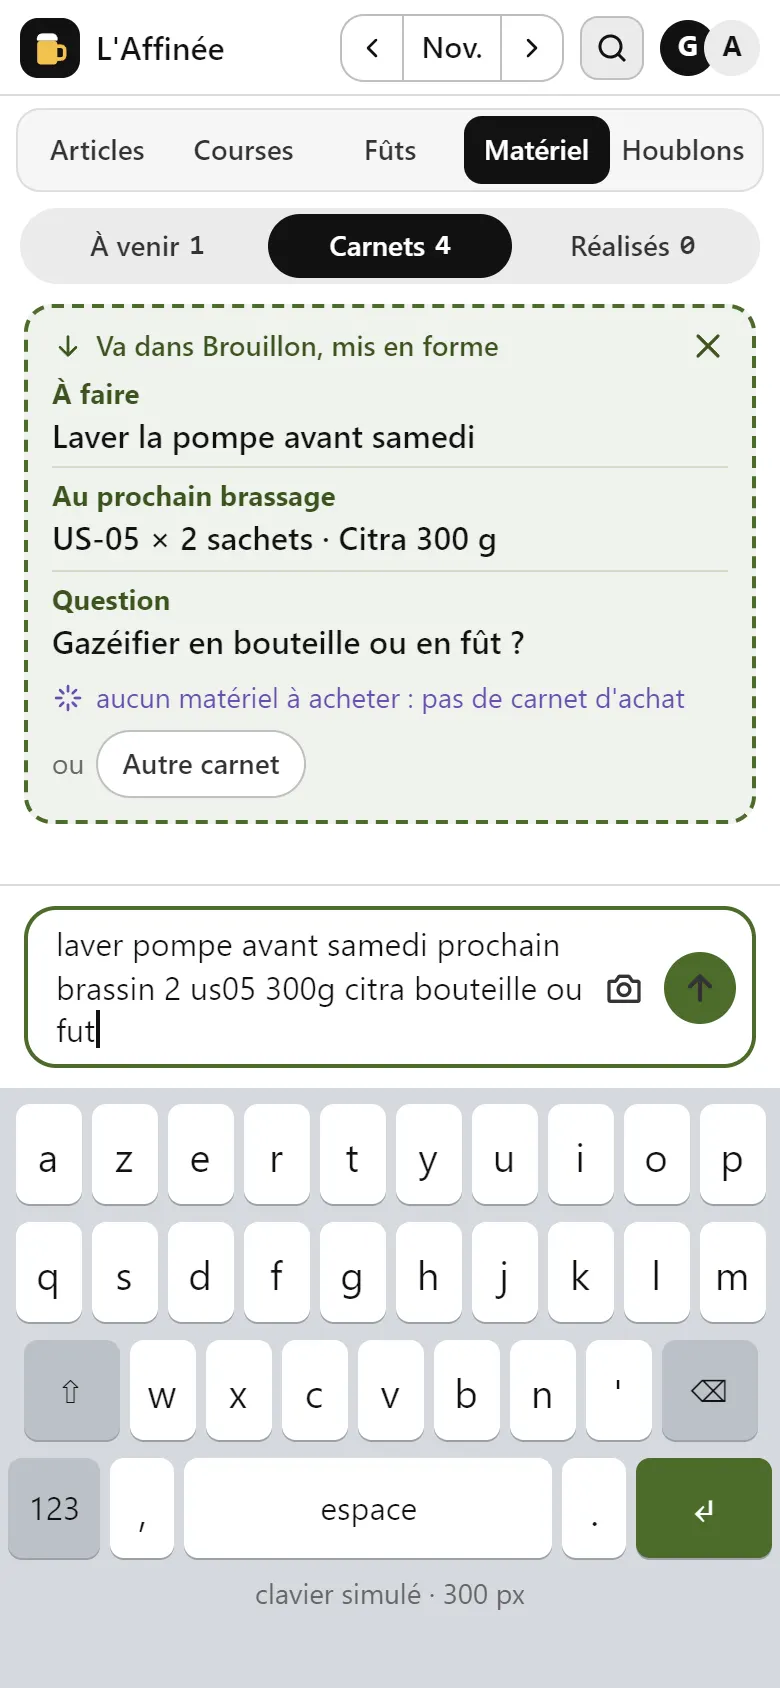 L'Affinée
Nov.
G A
Articles Courses Fûts Matériel Houblons
À venir 1 Carnets 4 Réalisés 0
Va dans Brouillon, mis en forme
À faire
Laver la pompe avant samedi
Au prochain brassage
US-05 × 2 sachets · Citra 300 g
Question
Gazéifier en bouteille ou en fût ?
aucun matériel à acheter : pas de carnet d'achat
ou Autre carnet
laver pompe avant samedi prochain
brassin 2 us05 300g citra bouteille ou
fut
a z e r t y u i o p
q s d f g h j k l m
w x c v b n '
123 , espace .
clavier simulé · 300 px